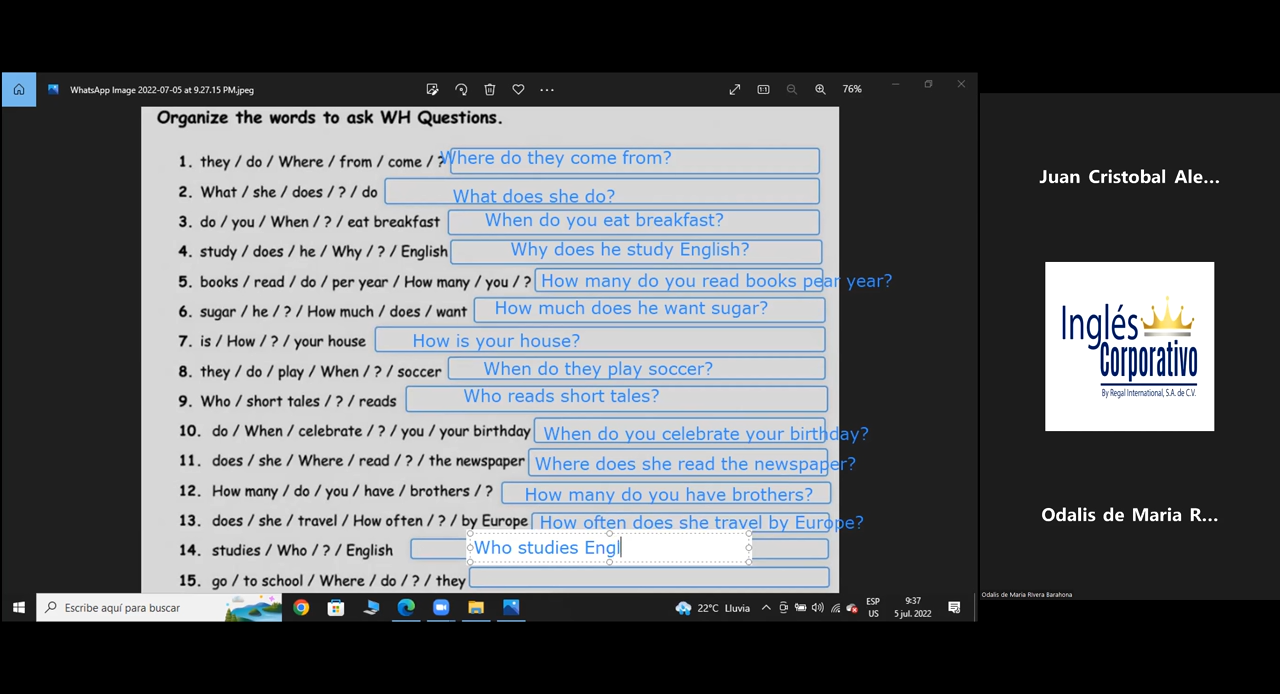 WhatsApp Image 2022-07-05 at 9.27.15 PM.jpeg
76%
Organize the words to ask WH Questions.
1. they / do / Where / from / come / ? Where do they come from?
2. What / she / does / ? / do What does she do?
3. do / you / When / ? / eat breakfast When do you eat breakfast?
4. study / does / he / Why / ? / English Why does he study English?
5. books / read / do / per year / How many / you / ? How many do you read books pear year?
6. sugar / he / ? / How much / does / want How much does he want sugar?
7. is / How / ? / your house How is your house?
8. they / do / play / When / ? / soccer When do they play soccer?
9. Who / short tales / ? / reads Who reads short tales?
10. do / When / celebrate / ? / you / your birthday When do you celebrate your birthday?
11. does / she / Where / read / ? / the newspaper Where does she read the newspaper?
12. How many / do / you / have / brothers / ? How many do you have brothers?
13. does / she / travel / How often / ? / by Europe How often does she travel by Europe?
14. studies / Who / ? / English Who studies Engl
15. go / to school / Where / do / ? / they
Escribe aquí para buscar
22°C Lluvia
ESP
US
9:37
5 jul. 2022
Juan Cristobal Ale...
Inglés
Corporativo
By Regal International, S.A. de C.V.
Odalis de Maria R...
Odalis de Maria Rivera Barahona